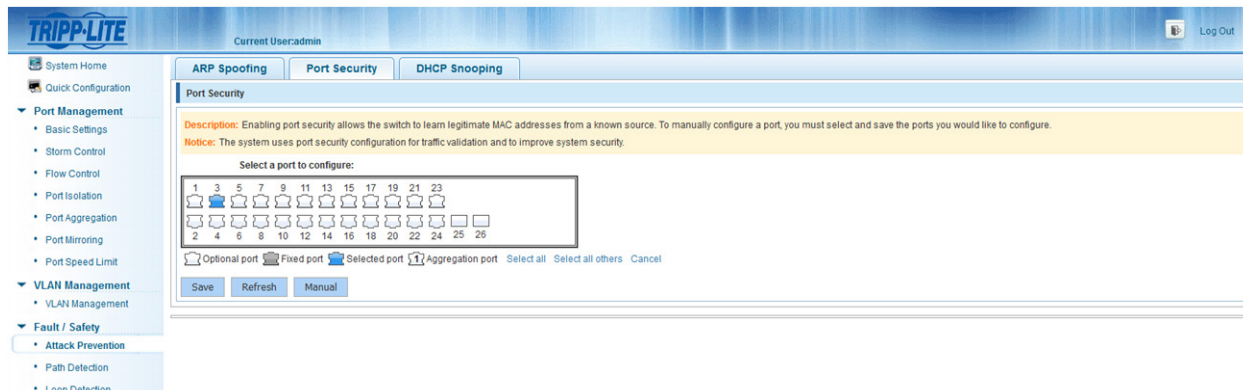 TRIPP·LITE
Current User:admin
Log Out
System Home
Quick Configuration
Port Management
• Basic Settings
• Storm Control
• Flow Control
• Port Isolation
• Port Aggregation
• Port Mirroring
• Port Speed Limit
VLAN Management
• VLAN Management
Fault / Safety
• Attack Prevention
• Path Detection
• Loop Detection
ARP Spoofing Port Security DHCP Snooping
Port Security
Description: Enabling port security allows the switch to learn legitimate MAC addresses from a known source. To manually configure a port, you must select and save the ports you would like to configure.
Notice: The system uses port security configuration for traffic validation and to improve system security.
Select a port to configure:
1 3 5 7 9 11 13 15 17 19 21 23
2 4 6 8 10 12 14 16 18 20 22 24 25 26
Optional port Fixed port Selected port 1 Aggregation port Select all Select all others Cancel
Save Refresh Manual